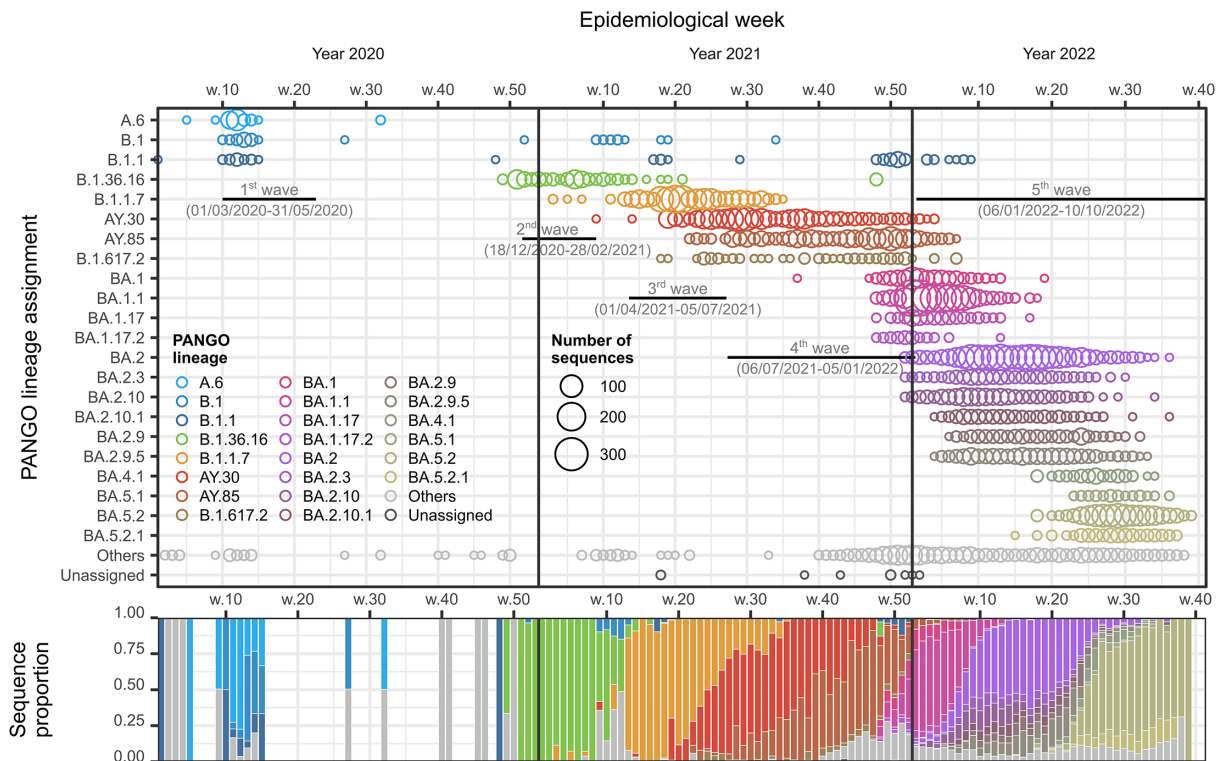 Epidemiological week
Year 2020 Year 2021 Year 2022
w.10 w.20 w.30 w.40 w.50 w.10 w.20 w.30 w.40 w.50 w.10 w.20 w.30 w.40
PANGO lineage assignment
A.6
B.1
B.1.1
B.1.36.16
B.1.1.7
AY.30
AY.85
B.1.617.2
BA.1
BA.1.1
BA.1.17
BA.1.17.2
BA.2
BA.2.3
BA.2.10
BA.2.10.1
BA.2.9
BA.2.9.5
BA.4.1
BA.5.1
BA.5.2
BA.5.2.1
Others
Unassigned
1st wave
(01/03/2020-31/05/2020)
2nd wave
(18/12/2020-28/02/2021)
3rd wave
(01/04/2021-05/07/2021)
4th wave
(06/07/2021-05/01/2022)
5th wave
(06/01/2022-10/10/2022)
PANGO
lineage
A.6 BA.1 BA.2.9
B.1 BA.1.1 BA.2.9.5
B.1.1 BA.1.17 BA.4.1
B.1.36.16 BA.1.17.2 BA.5.1
B.1.1.7 BA.2 BA.5.2
AY.30 BA.2.3 BA.5.2.1
AY.85 BA.2.10 Others
B.1.617.2 BA.2.10.1 Unassigned
Number of
sequences
100
200
300
w.10 w.20 w.30 w.40 w.50 w.10 w.20 w.30 w.40 w.50 w.10 w.20 w.30 w.40
Sequence
proportion
1.00
0.75
0.50
0.25
0.00